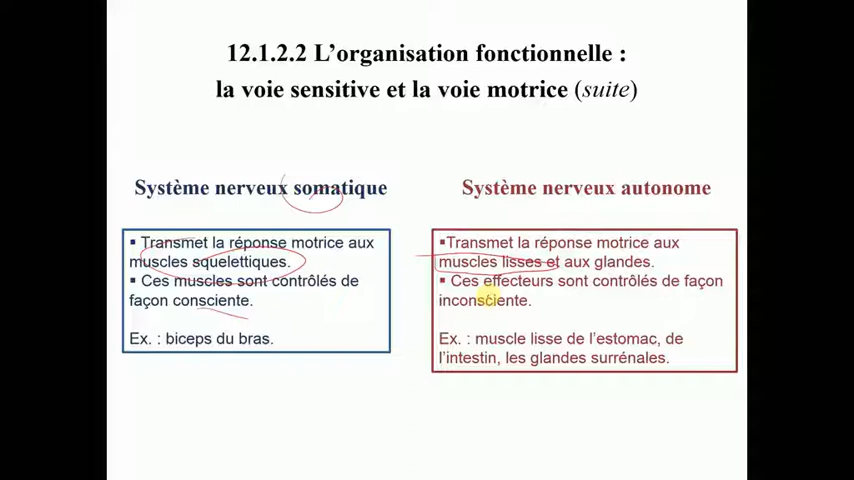 12.1.2.2 L'organisation fonctionnelle :
la voie sensitive et la voie motrice (suite)
Système nerveux somatique
▪ Transmet la réponse motrice aux
muscles squelettiques.
▪ Ces muscles sont contrôlés de
façon consciente.
Ex. : biceps du bras.
Système nerveux autonome
▪Transmet la réponse motrice aux
muscles lisses et aux glandes.
▪ Ces effecteurs sont contrôlés de façon
inconsciente.
Ex. : muscle lisse de l'estomac, de
l'intestin, les glandes surrénales.